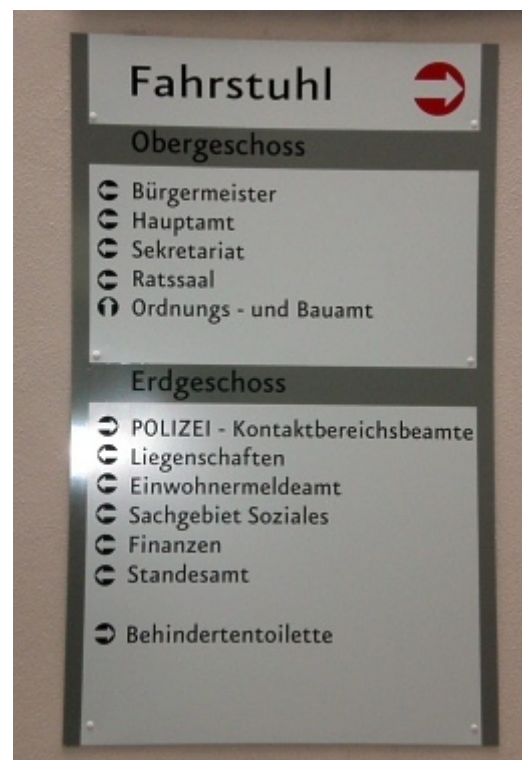 Fahrstuhl
Obergeschoss
Bürgermeister
Hauptamt
Sekretariat
Ratssaal
Ordnungs - und Bauamt
Erdgeschoss
POLIZEI - Kontaktbereichsbeamte
Liegenschaften
Einwohnermeldeamt
Sachgebiet Soziales
Finanzen
Standesamt
Behindertentoilette